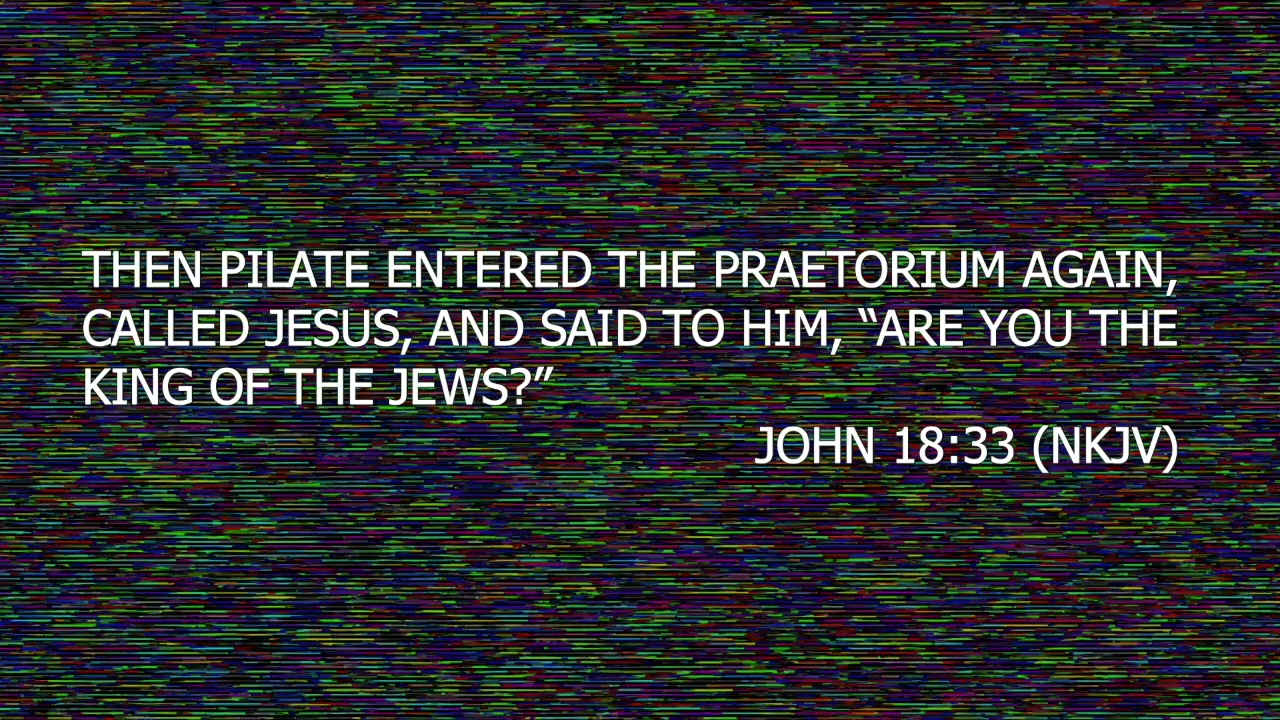 THEN PILATE ENTERED THE PRAETORIUM AGAIN,
CALLED JESUS, AND SAID TO HIM, “ARE YOU THE
KING OF THE JEWS?”
JOHN 18:33 (NKJV)